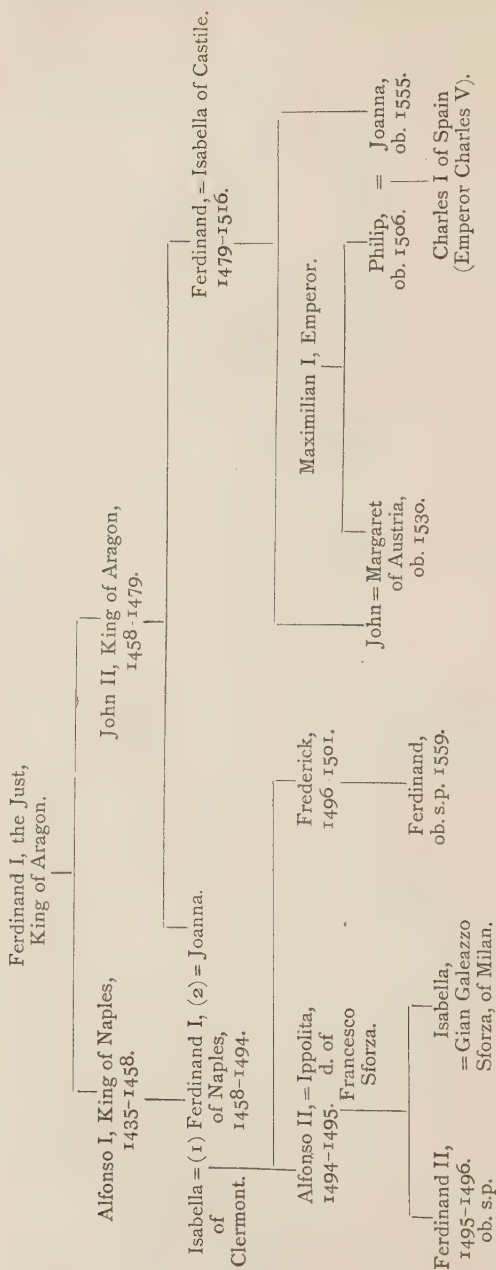 Ferdinand I, the Just,
King of Aragon.
Alfonso I, King of Naples,
1435–1458.
John II, King of Aragon,
1458–1479.
Isabella = (1) Ferdinand I, (2) = Joanna.
of
Clermont.
of Naples,
1458–1494.
Ferdinand, = Isabella of Castile.
1479–1516.
Alfonso II, = Ippolita,
1494–1495. d. of
Francesco
Sforza.
Frederick,
1496–1501.
Maximilian I, Emperor.
John = Margaret
of Austria,
ob. 1530.
Philip, = Joanna,
ob. 1506. ob. 1555.
Ferdinand II,
1495–1496.
ob. s.p.
Isabella,
= Gian Galeazzo
Sforza, of Milan.
Ferdinand,
ob. s.p. 1559.
Charles I of Spain
(Emperor Charles V).